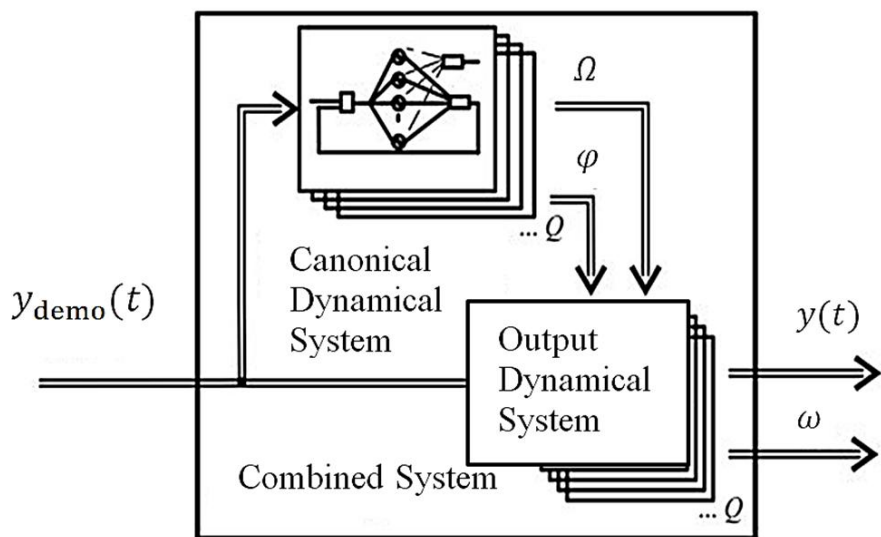 Ω
φ
... Q
Canonical
Dynamical
System
y_demo(t)
y(t)
Output
Dynamical
System
ω
Combined System
... Q